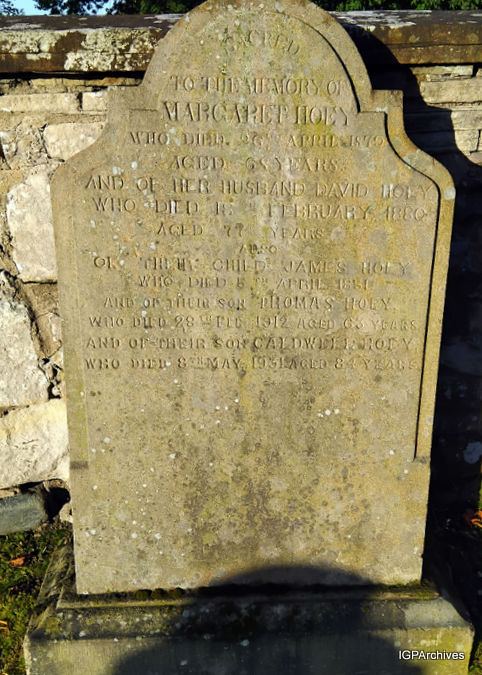 SACRED
TO THE MEMORY OF
MARGARET HOEY
WHO DIED 26TH APRIL 1879
AGED 68 YEARS
AND OF HER HUSBAND DAVID HOEY
WHO DIED FEBRUARY 1880
AGED 77 YEARS
ALSO
OF THEIR CHILD JAMES HOEY
WHO DIED 5TH APRIL 1851
AND OF THEIR SON THOMAS HOEY
WHO DIED 28TH FEB. 1912 AGED 63 YEARS
AND OF THEIR SON CALDWELL HOEY
WHO DIED 8TH MAY, 1931 AGED 84 YEARS
IGPArchives